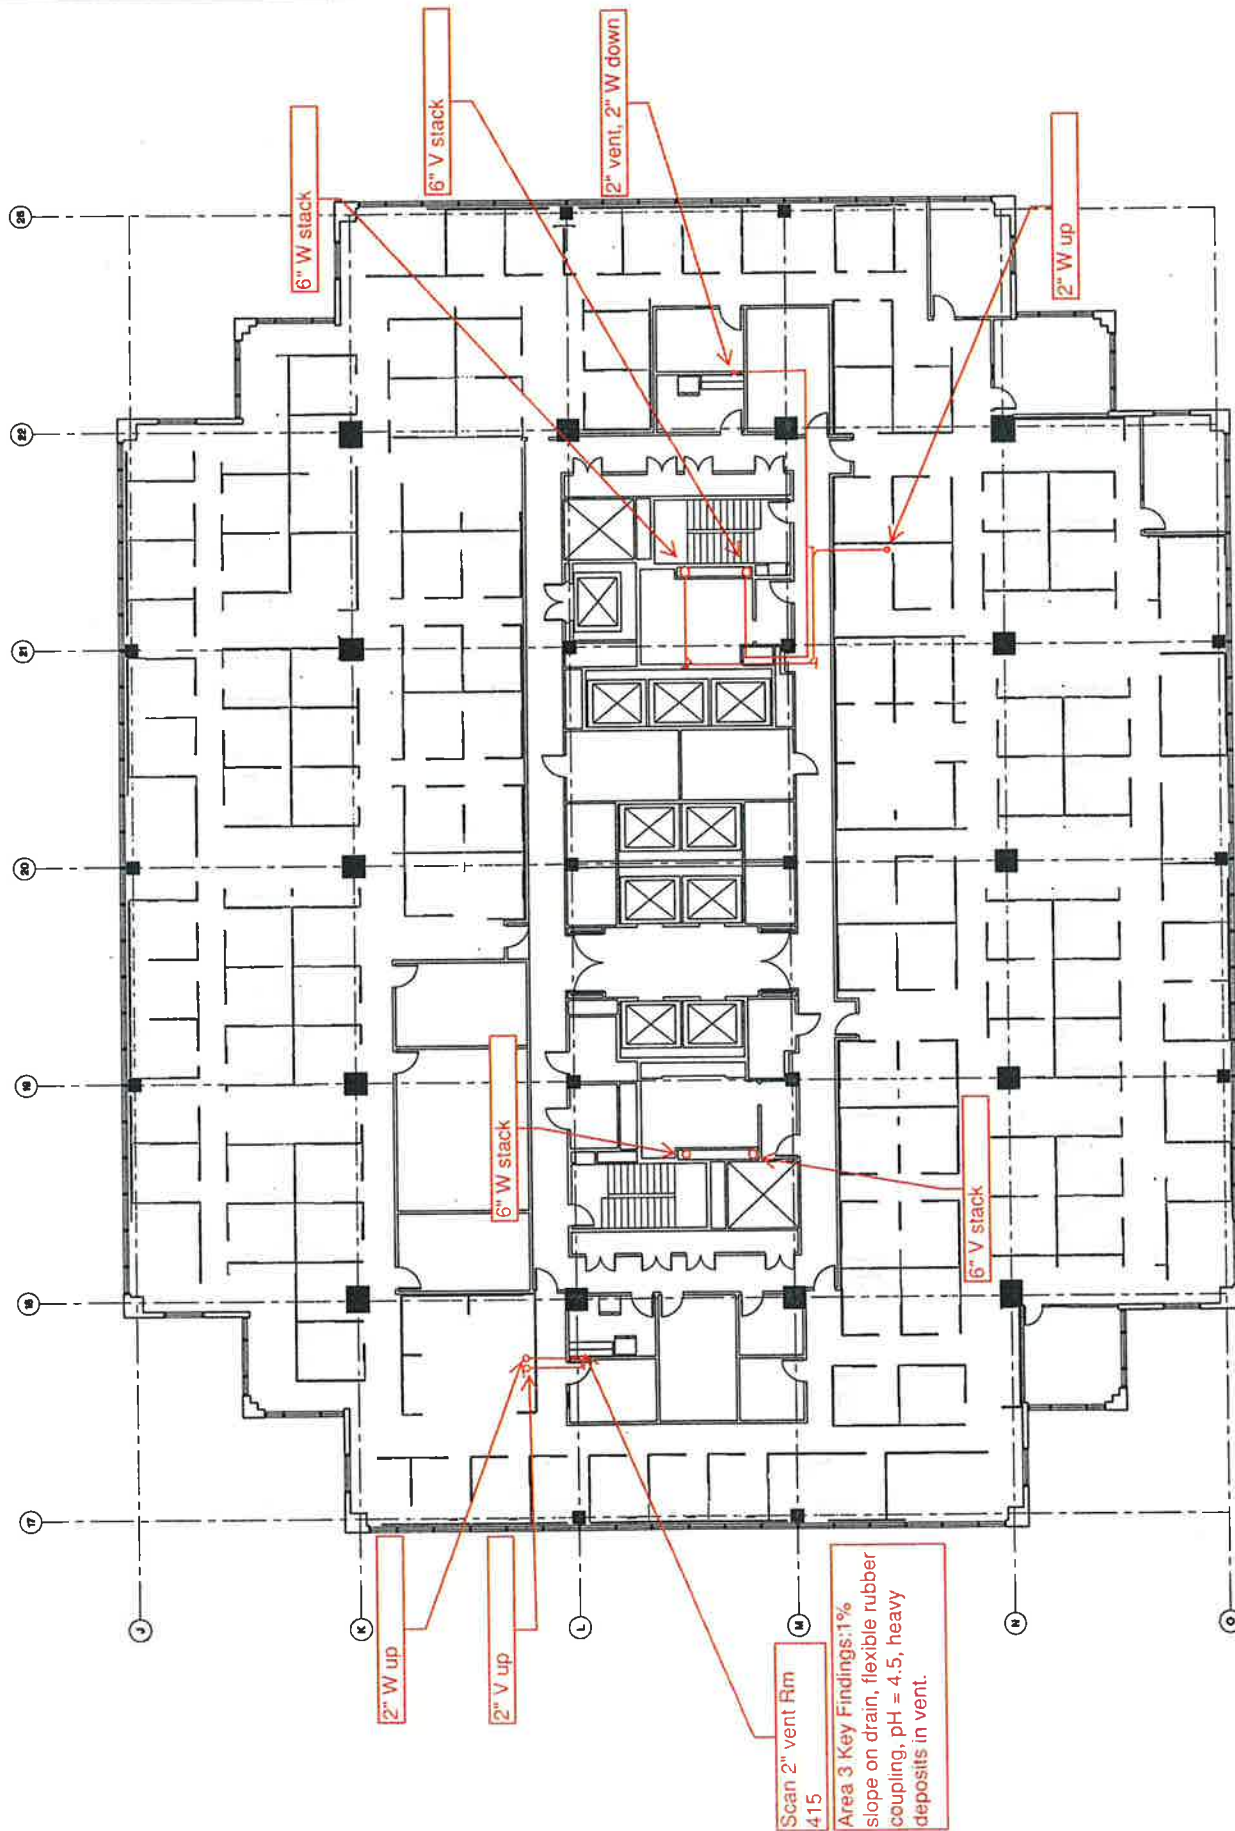 6" W stack
6" V stack
2" vent, 2" W down
2" W up
25
22
21
20
19
18
17
J
K
L
M
N
O
6" W stack
6" V stack
2" W up
2" V up
Scan 2" vent Rm
415
Area 3 Key Findings:1%
slope on drain, flexible rubber
coupling, pH = 4.5, heavy
deposits in vent.